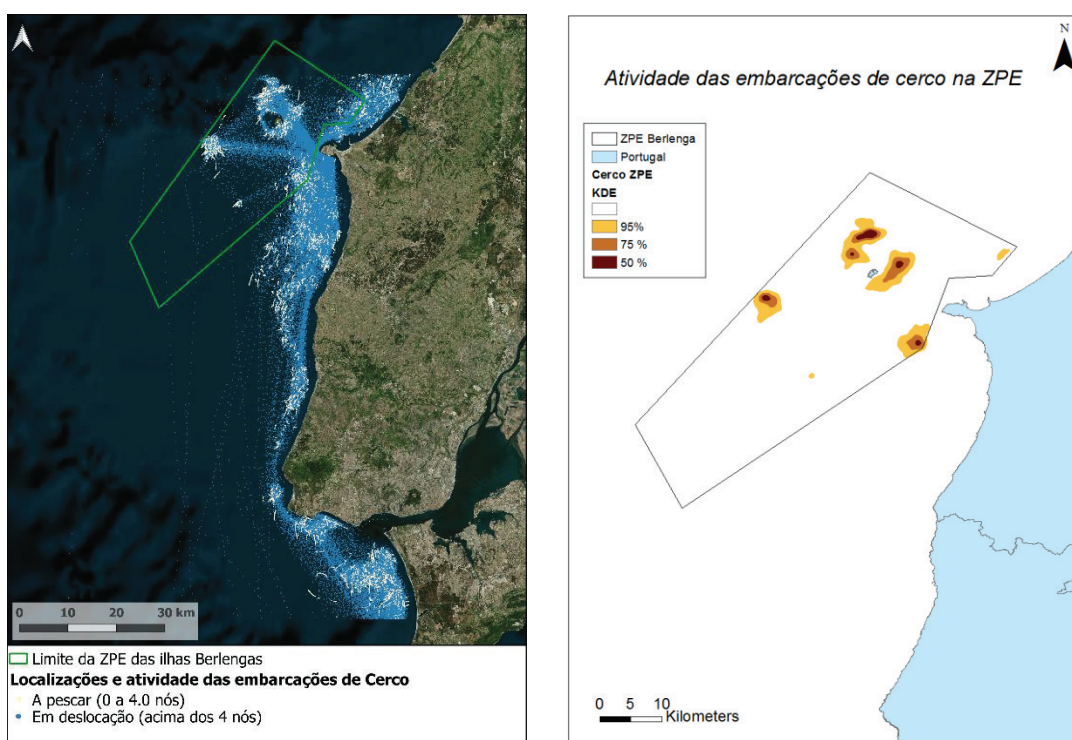 0 10 20 30 km
Limite da ZPE das ilhas Berlengas
Localizações e atividade das embarcações de Cerco
A pescar (0 a 4.0 nós)
Em deslocação (acima dos 4 nós)
N
Atividade das embarcações de cerco na ZPE
ZPE Berlenga
Portugal
Cerco ZPE
KDE
95%
75 %
50 %
0 5 10
Kilometers